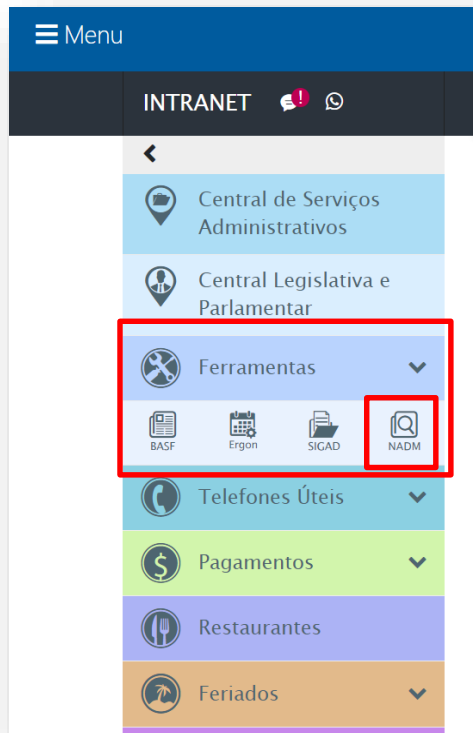 Menu
INTRANET
Central de Serviços
Administrativos
Central Legislativa e
Parlamentar
Ferramentas
BASF Ergon SIGAD NADM
Telefones Úteis
Pagamentos
Restaurantes
Feriados